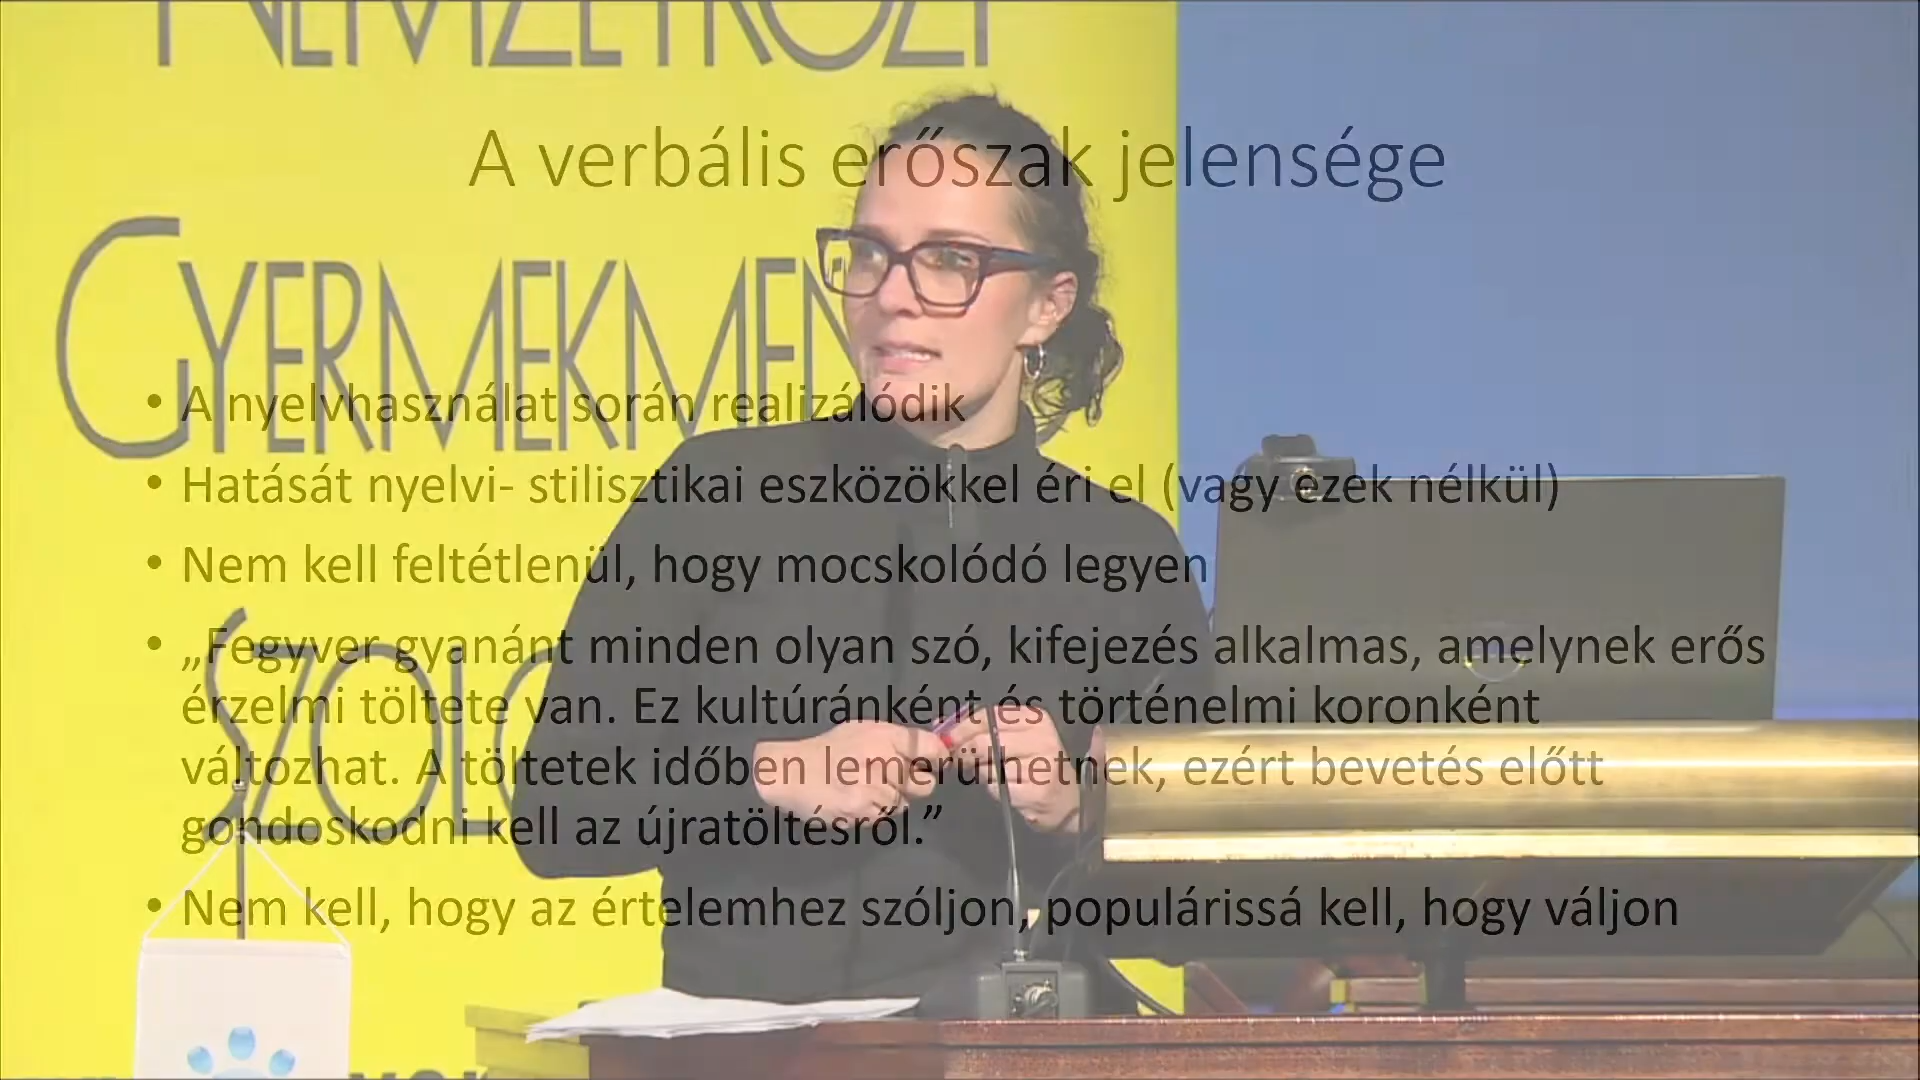 NEMZETKÖZI
A verbális erőszak jelensége
GYERMEKMEN
• A nyelvhasználat során realizálódik
• Hatását nyelvi- stilisztikai eszközökkel éri el (vagy ezek nélkül)
• Nem kell feltétlenül, hogy mocskolódó legyen
• „Fegyver gyanánt minden olyan szó, kifejezés alkalmas, amelynek erős
érzelmi töltete van. Ez kultúránként és történelmi koronként
változhat. A töltetek időben lemerülhetnek, ezért bevetés előtt
gondoskodni kell az újratöltésről.”
SZOLG
• Nem kell, hogy az értelemhez szóljon, populárissá kell, hogy váljon